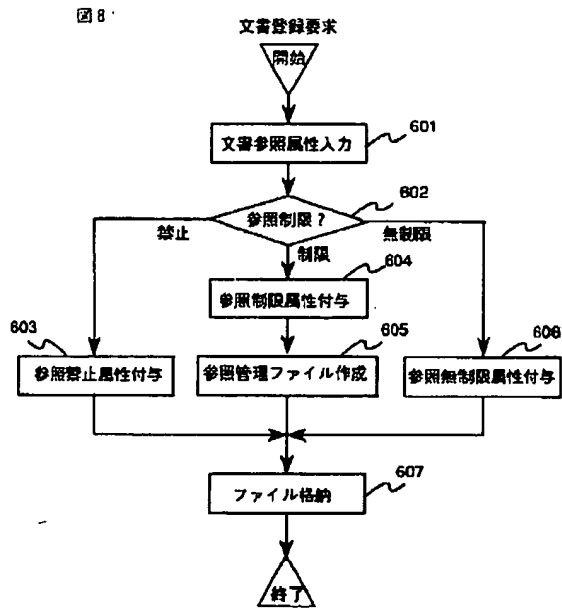 図8
文書登録要求
開始
文書参照属性入力
601
参照制限?
602
禁止
制限
無制限
参照制限属性付与
604
603
参照禁止属性付与
605
参照管理ファイル作成
606
参照無制限属性付与
ファイル格納
607
終了